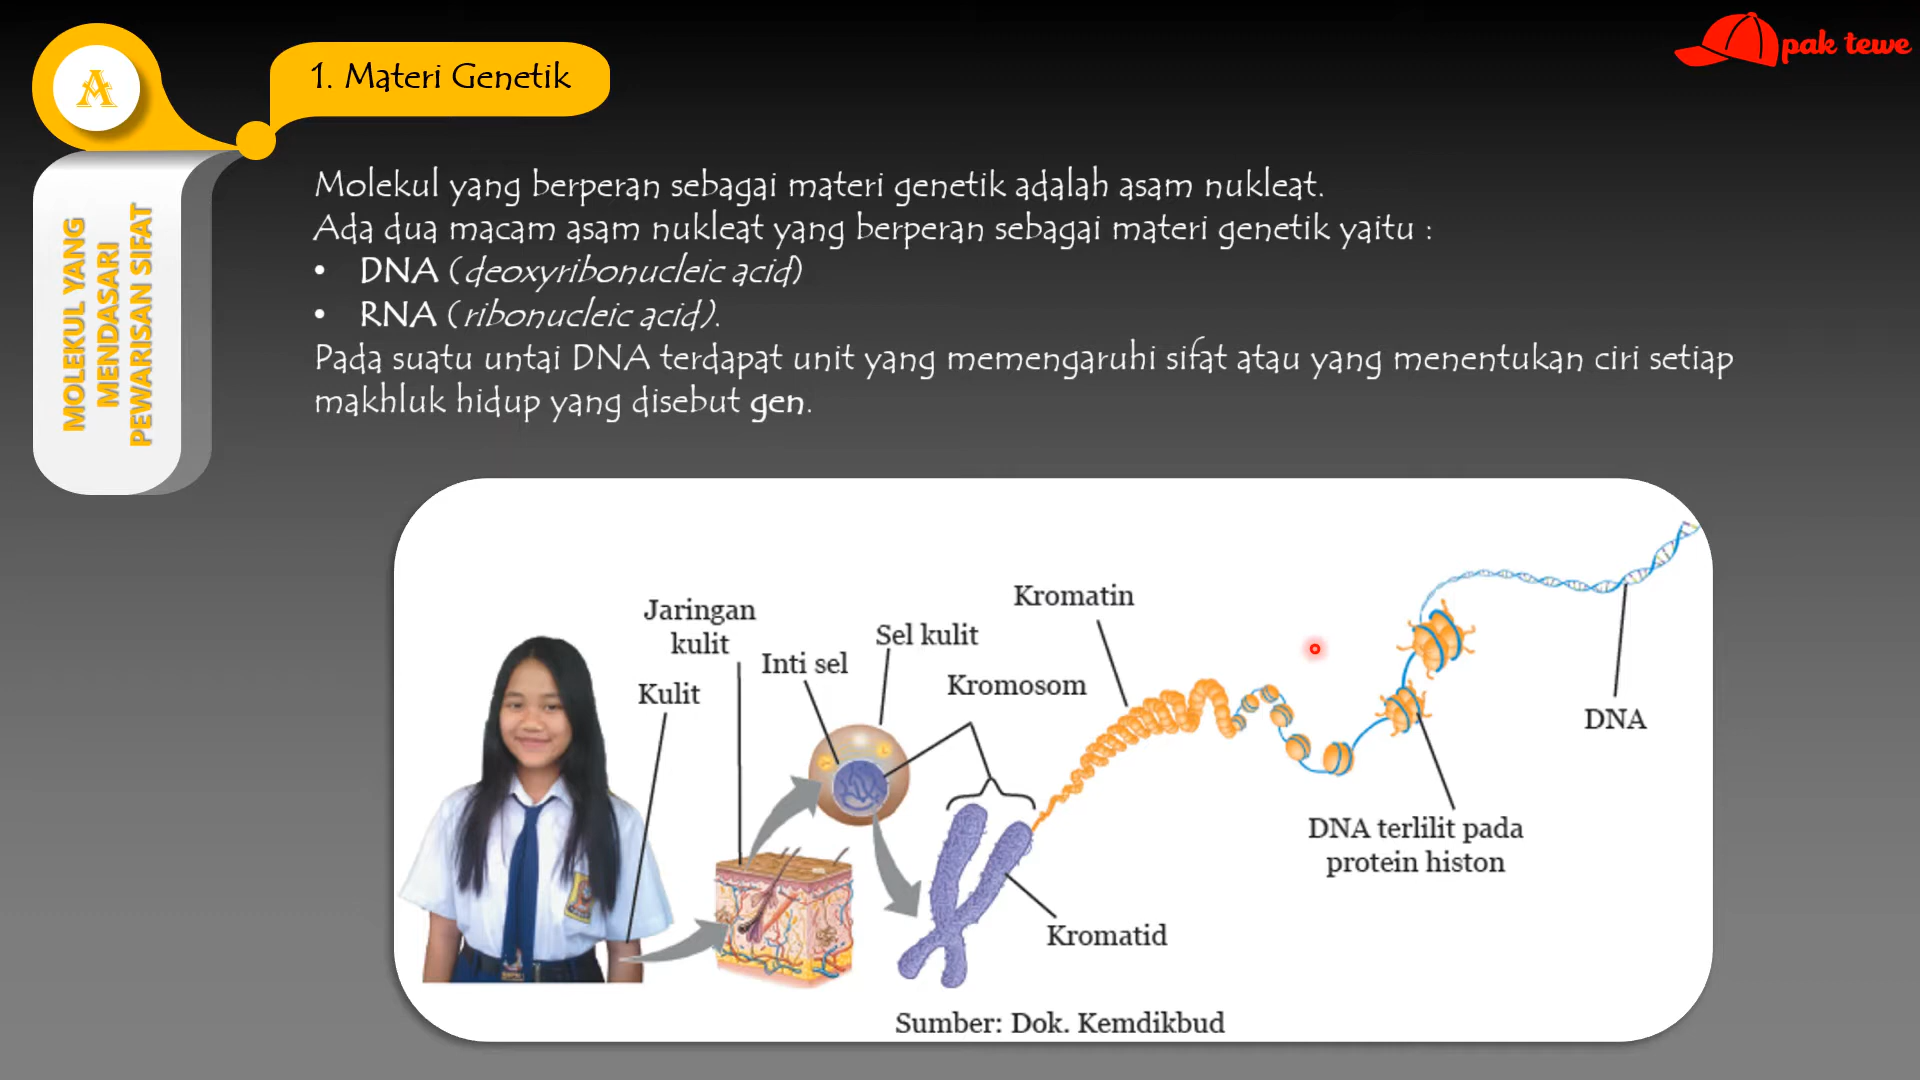 pak tewe
A
1. Materi Genetik
MOLEKUL YANG
MENDASARI
PEWARISAN SIFAT
Molekul yang berperan sebagai materi genetik adalah asam nukleat.
Ada dua macam asam nukleat yang berperan sebagai materi genetik yaitu :
• DNA (deoxyribonucleic acid)
• RNA (ribonucleic acid).
Pada suatu untai DNA terdapat unit yang memengaruhi sifat atau yang menentukan ciri setiap
makhluk hidup yang disebut gen.
Kulit
Jaringan
kulit
Inti sel
Sel kulit
Kromosom
Kromatin
Kromatid
DNA terlilit pada
protein histon
DNA
Sumber: Dok. Kemdikbud